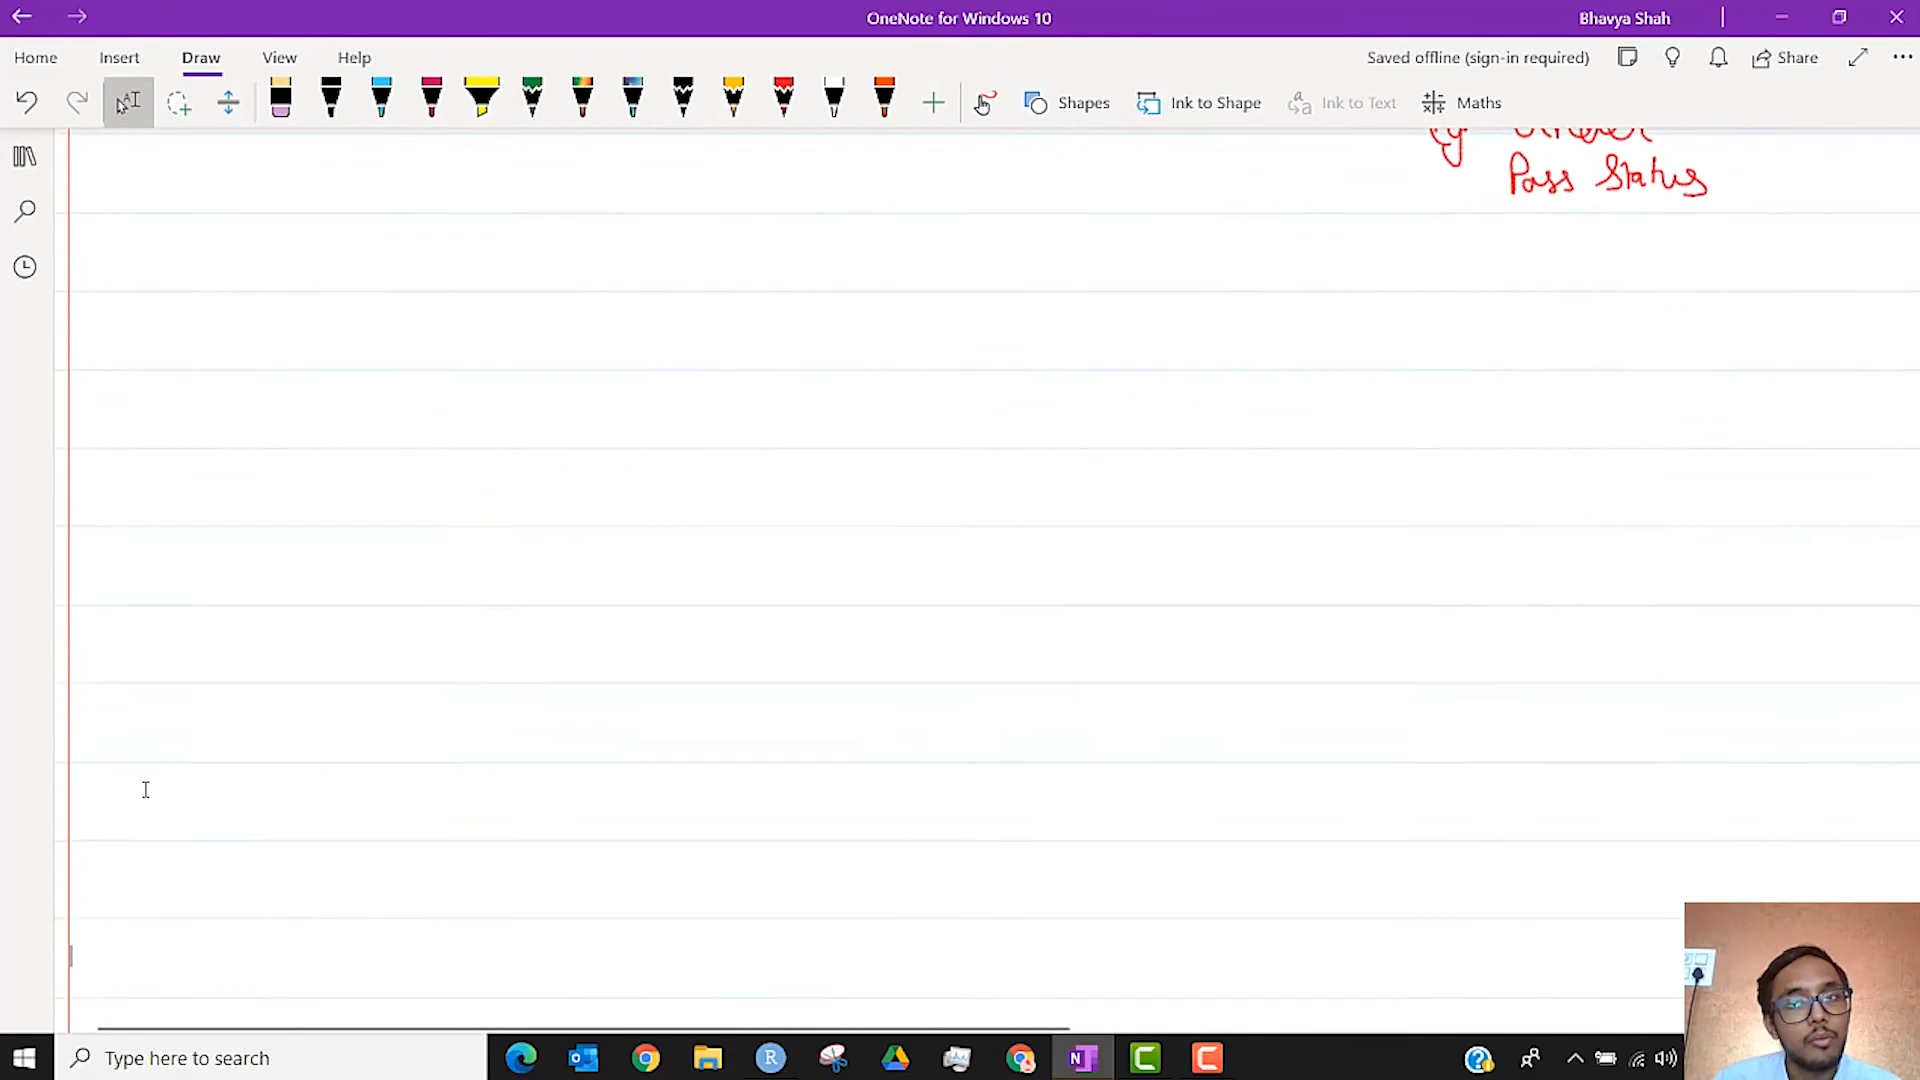 OneNote for Windows 10
Bhavya Shah
Home Insert Draw View Help
Saved offline (sign-in required)
Share
Shapes
Ink to Shape
Ink to Text
Maths
Pass Status
Type here to search